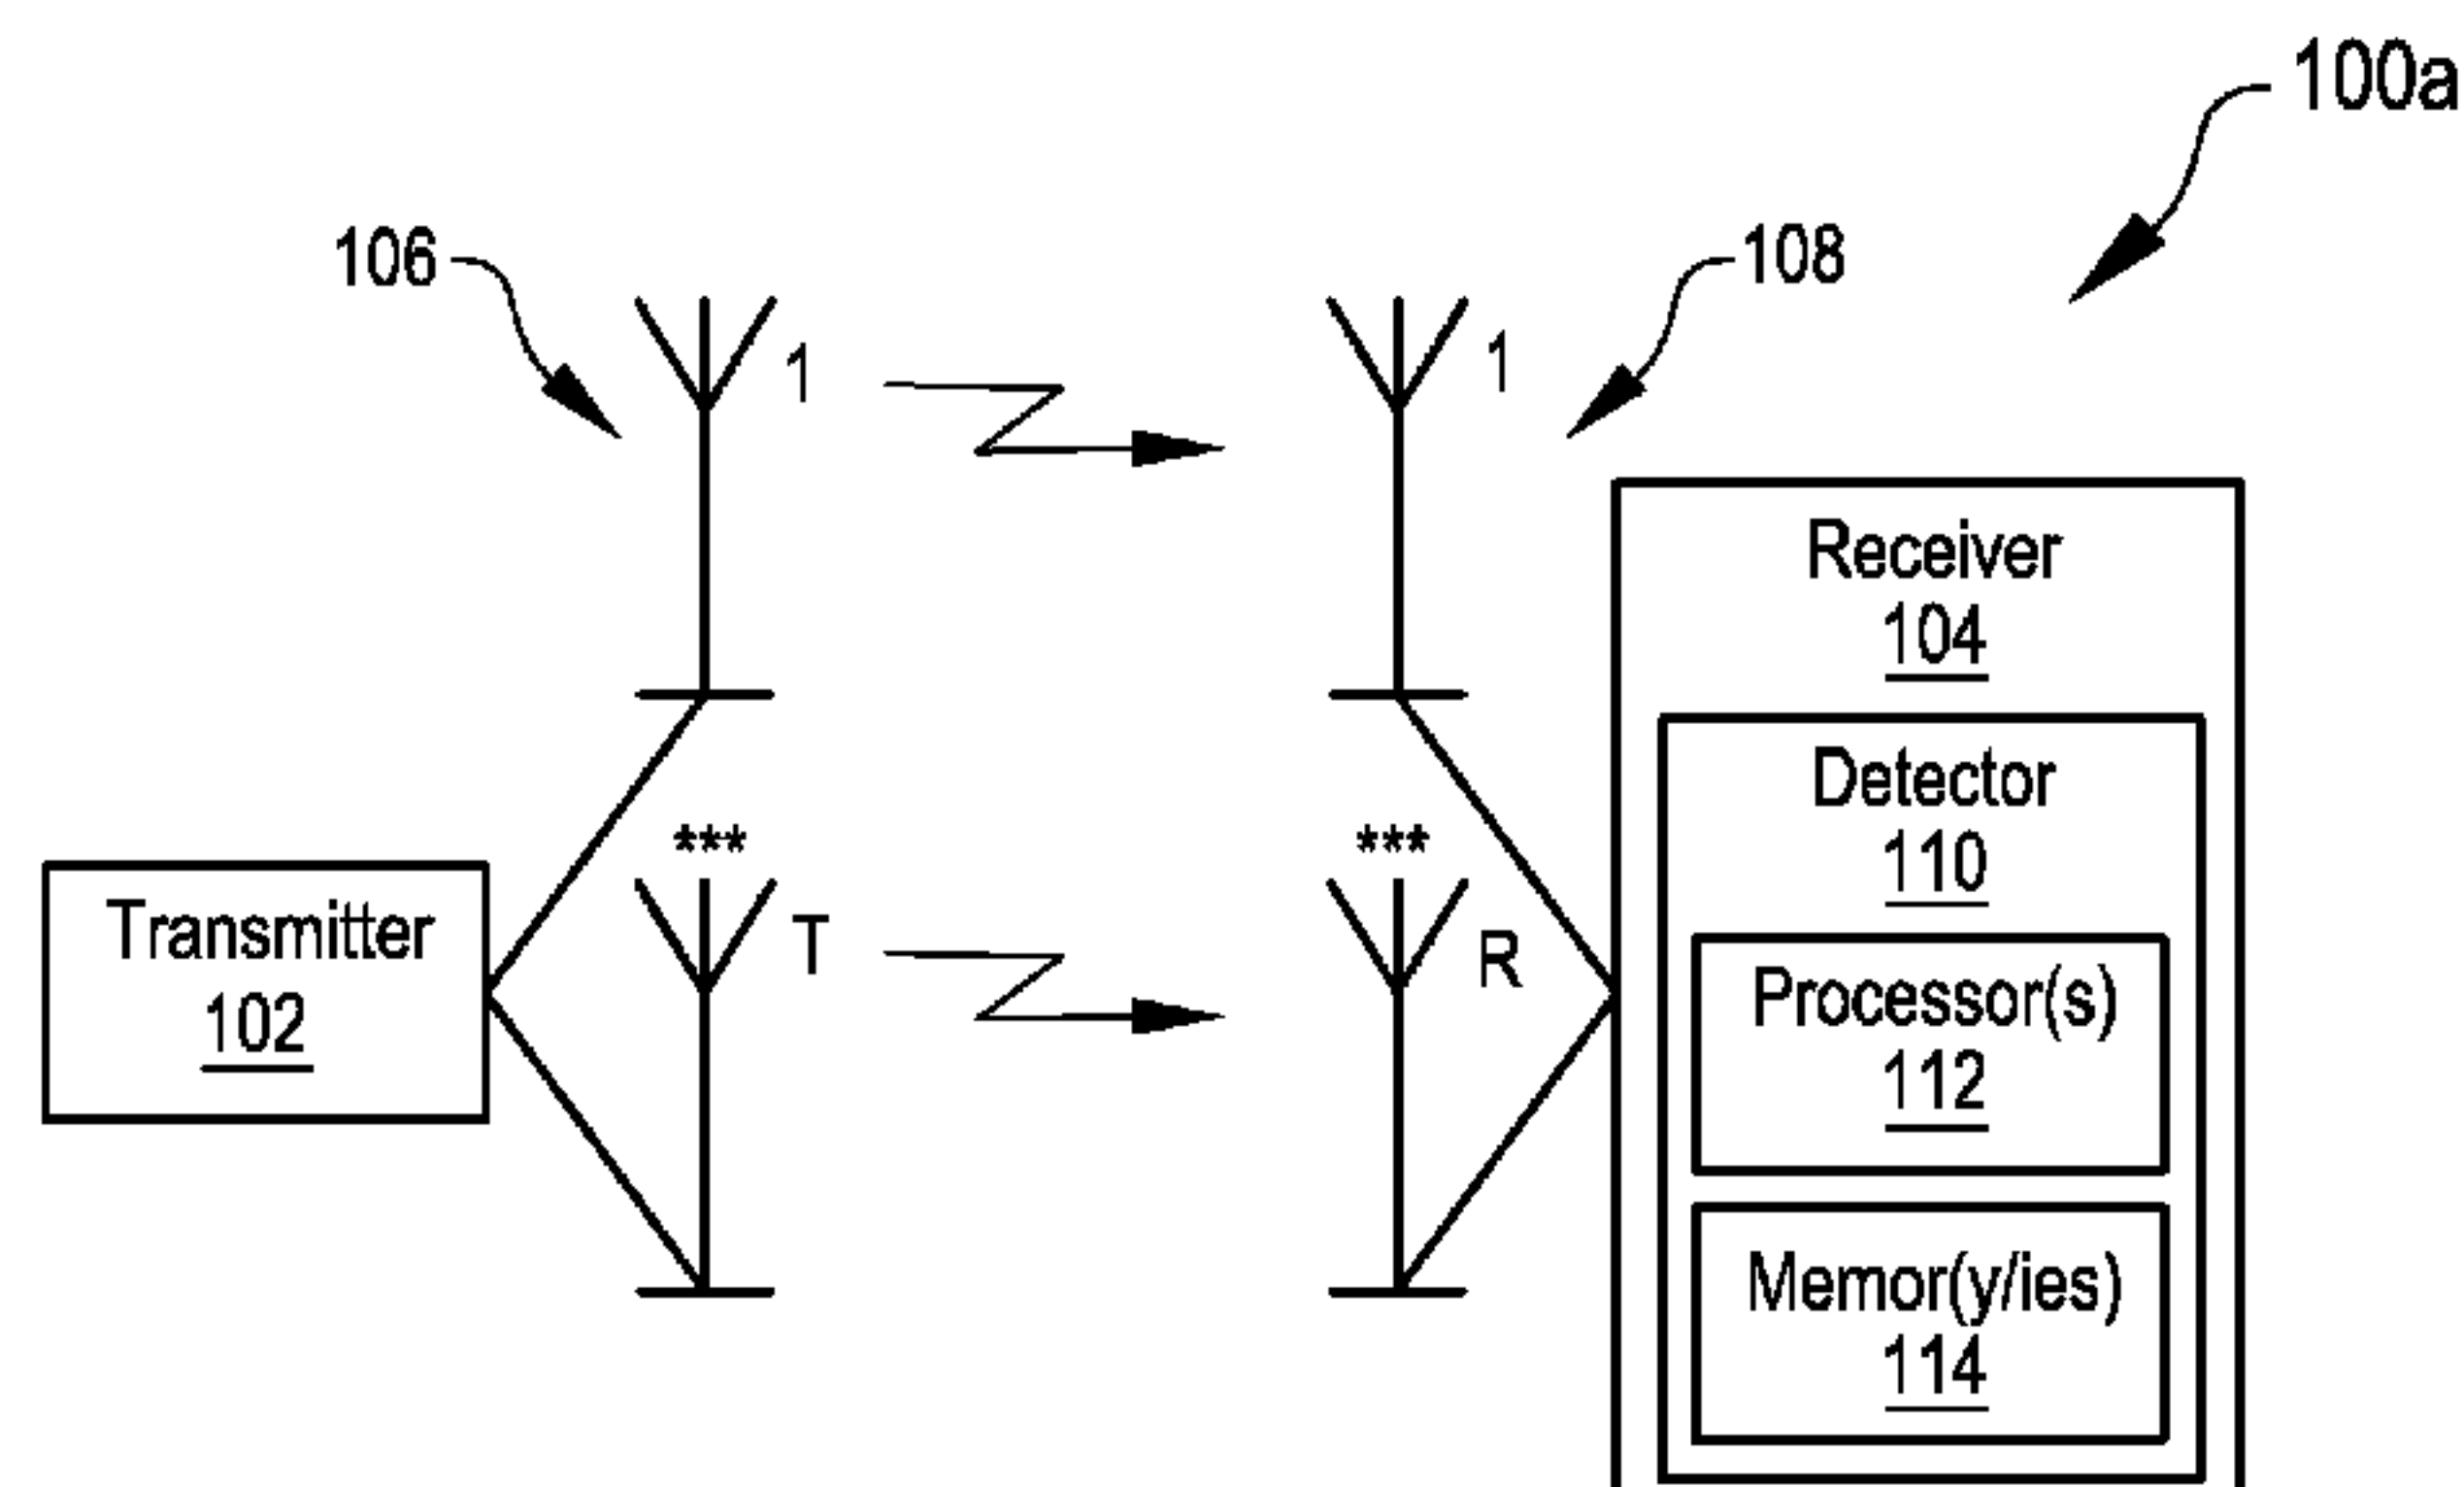 100a
106
108
1
1
Receiver
104
Detector
110
***
***
Transmitter
102
T
R
Processor(s)
112
Memor(y/ies)
114